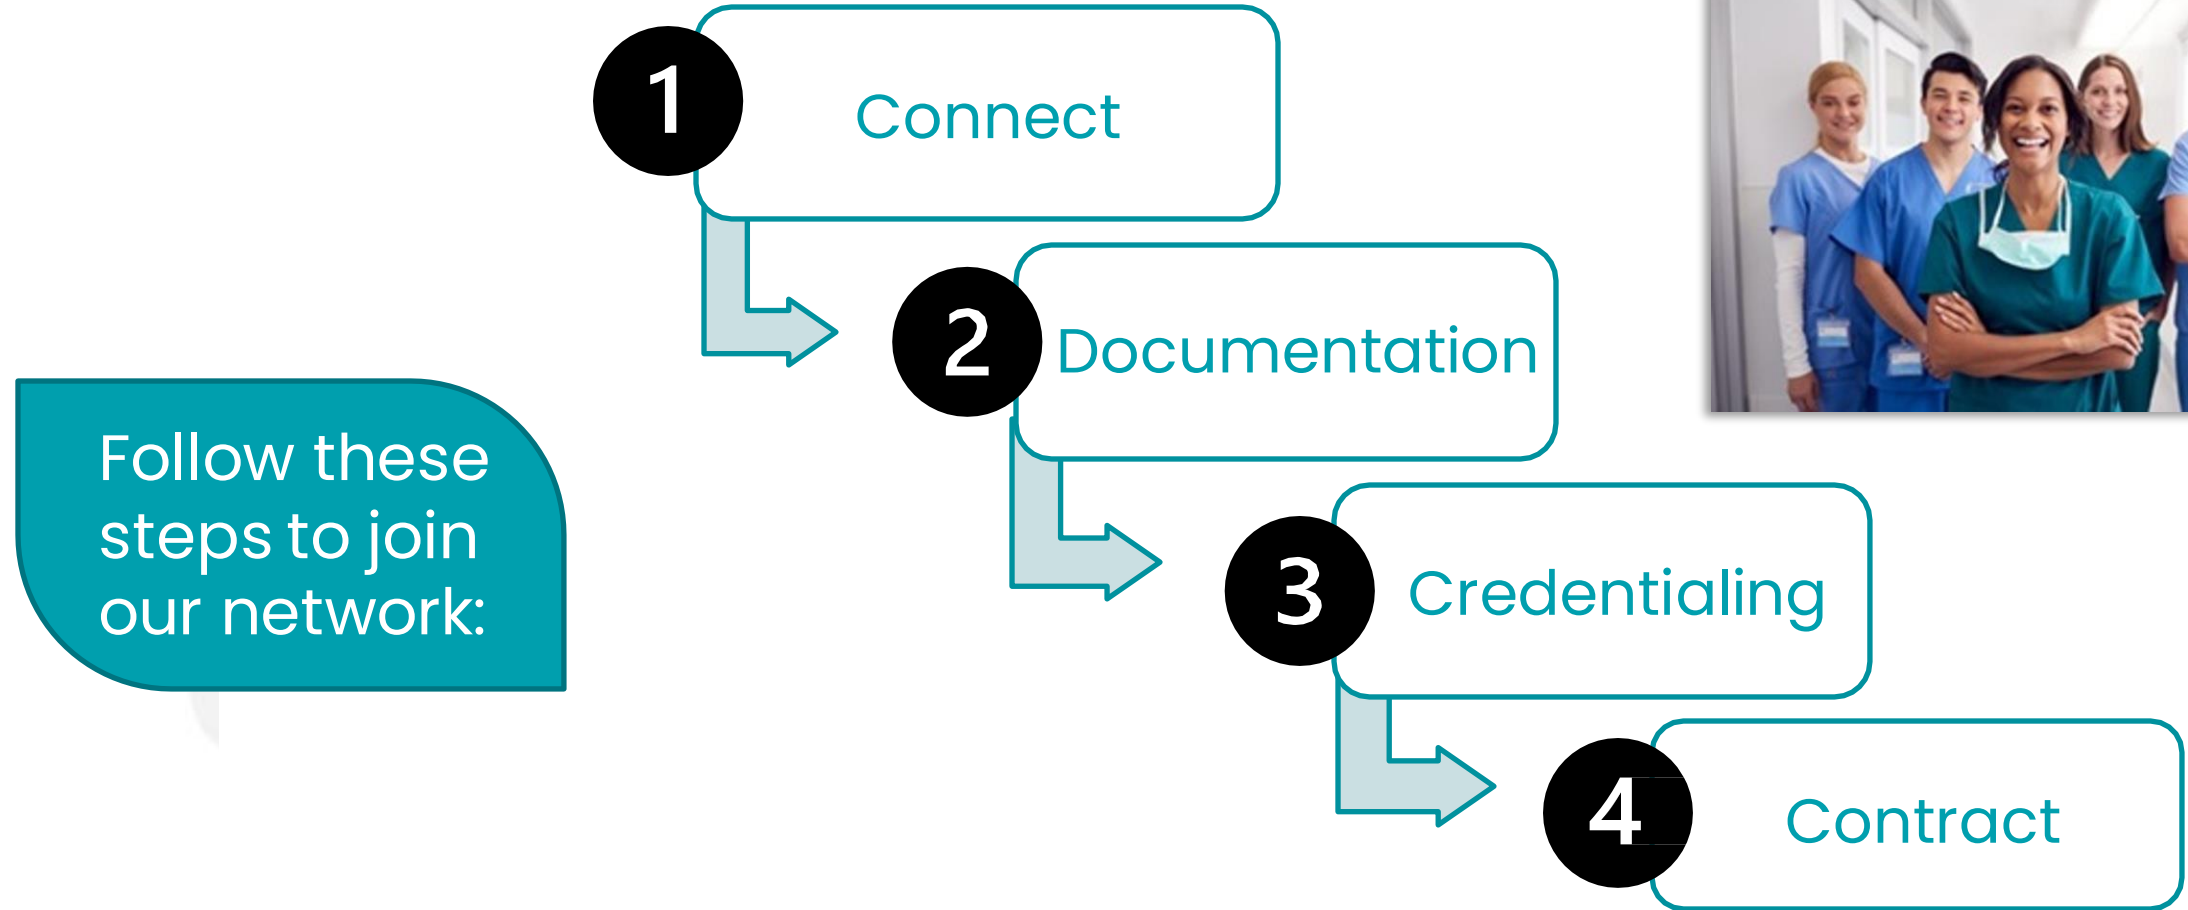 Follow these
steps to join
our network:
1
Connect
2
Documentation
3
Credentialing
4
Contract